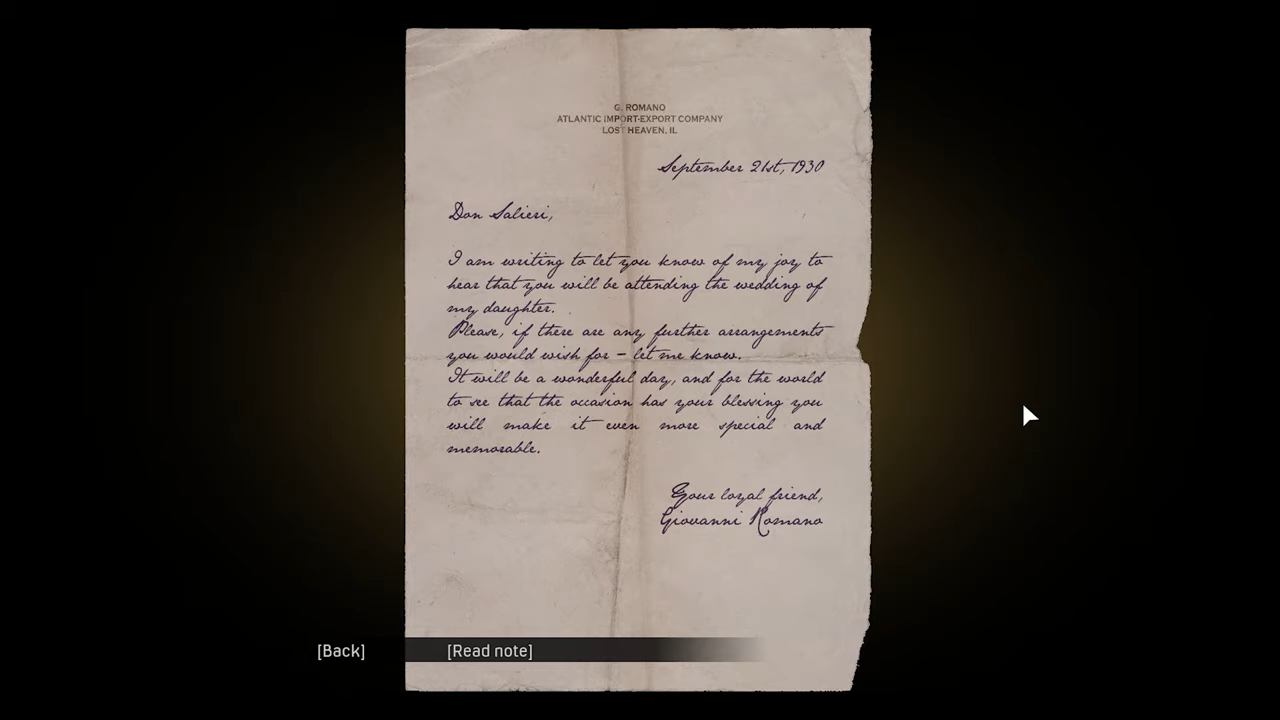 G. ROMANO
ATLANTIC IMPORT-EXPORT COMPANY
LOST HEAVEN, IL
September 21st, 1930
Don Salieri,
I am writing to let you know of my joy to
hear that you will be attending the wedding of
my daughter.
Please, if there are any further arrangements
you would wish for – let me know.
It will be a wonderful day, and for the world
to see that the occasion has your blessing you
will make it even more special and
memorable.
Your loyal friend,
Giovanni Romano
[Back] [Read note]